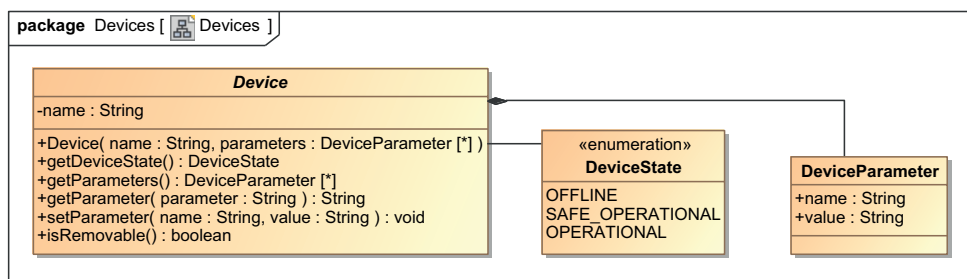 package Devices [ Devices ]
Device
-name : String
+Device( name : String, parameters : DeviceParameter [*] )
+getDeviceState() : DeviceState
+getParameters() : DeviceParameter [*]
+getParameter( parameter : String ) : String
+setParameter( name : String, value : String ) : void
+isRemovable() : boolean
«enumeration»
DeviceState
OFFLINE
SAFE_OPERATIONAL
OPERATIONAL
DeviceParameter
+name : String
+value : String